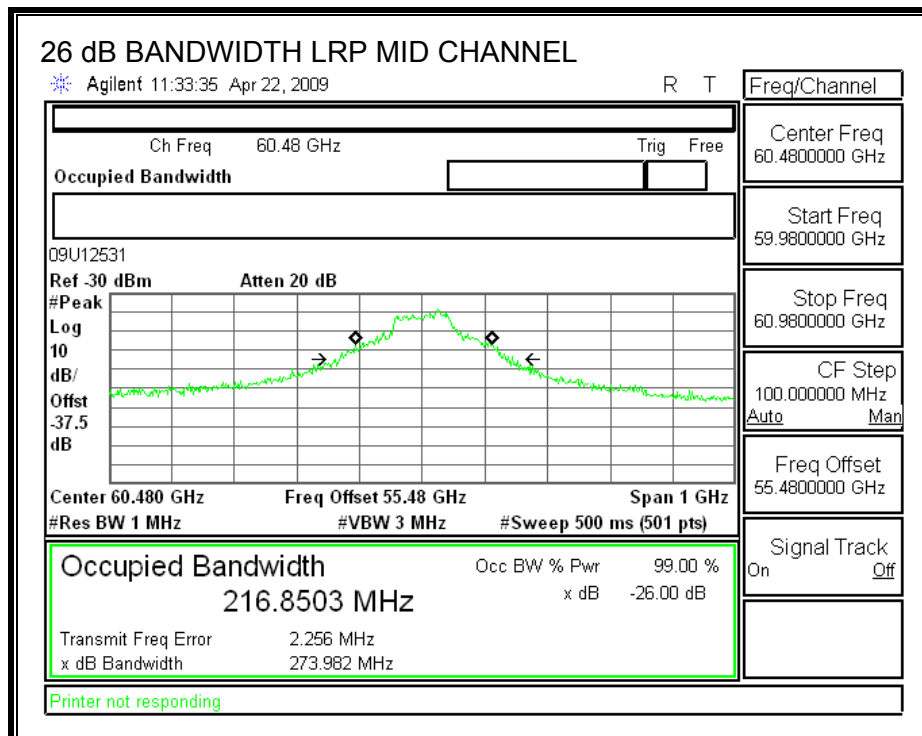 26 dB BANDWIDTH LRP MID CHANNEL
Agilent 11:33:35 Apr 22, 2009 R T
Freq/Channel
Ch Freq 60.48 GHz Trig Free
Occupied Bandwidth
Center Freq
60.4800000 GHz
Start Freq
59.9800000 GHz
Stop Freq
60.9800000 GHz
CF Step
100.000000 MHz
Auto Man
Freq Offset
55.4800000 GHz
Signal Track
On Off
09U12531
Ref -30 dBm Atten 20 dB
#Peak
Log
10
dB/
Offst
-37.5
dB
Center 60.480 GHz Freq Offset 55.48 GHz Span 1 GHz
#Res BW 1 MHz #VBW 3 MHz #Sweep 500 ms (501 pts)
Occupied Bandwidth Occ BW % Pwr 99.00 %
216.8503 MHz x dB -26.00 dB
Transmit Freq Error 2.256 MHz
x dB Bandwidth 273.982 MHz
Printer not responding